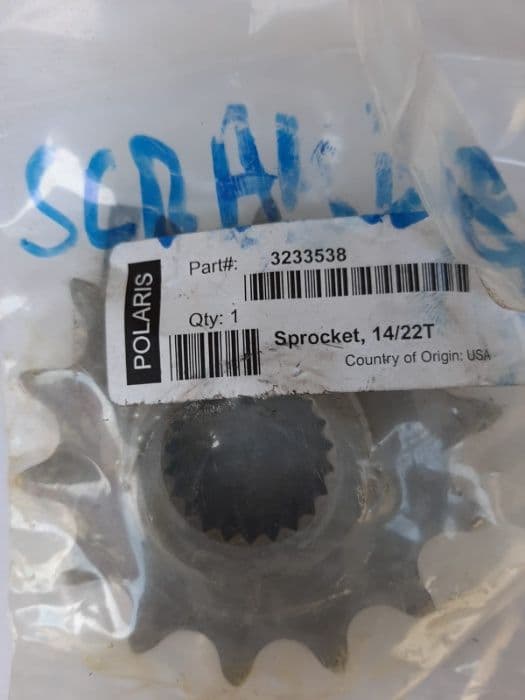 Part#: 3233538
POLARIS
Qty: 1
Sprocket, 14/22T
Country of Origin: USA